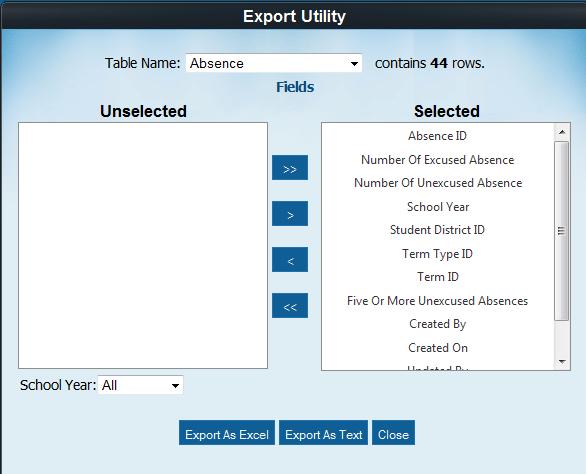 Export Utility
Table Name: Absence contains 44 rows.
Fields
Unselected Selected
Absence ID
>> Number Of Excused Absence
Number Of Unexcused Absence
> School Year
Student District ID
< Term Type ID
Term ID
<< Five Or More Unexcused Absences
Created By
Created On
Updated By
School Year: All
Export As Excel Export As Text Close